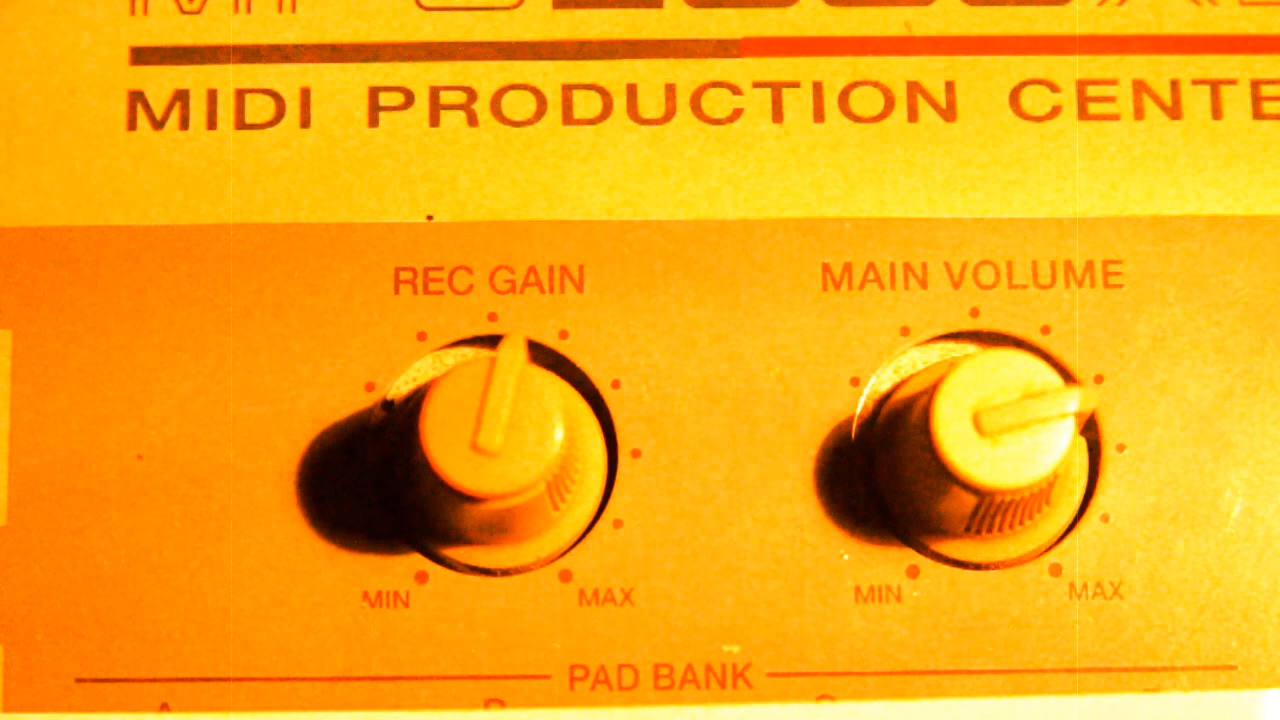 MIDI PRODUCTION CENTE
REC GAIN
MAIN VOLUME
MIN
MAX
MIN
MAX
PAD BANK